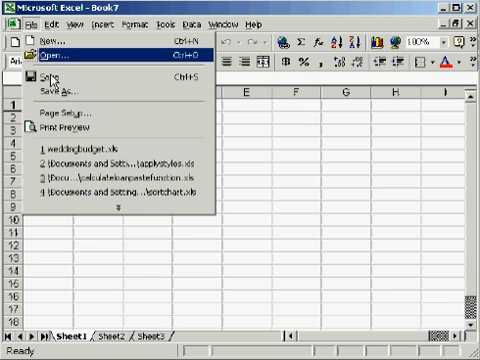 Microsoft Excel - Book7
File Edit View Insert Format Tools Data Window Help
New... Ctrl+N
Open... Ctrl+O
Save Ctrl+S
Save As...
Page Setup...
Print Preview
1 weddingbudget.xls
2 \Documents and Setti...\applystyles.xls
3 \Docu...\calculateloanpastefunction.xls
4 \Documents and Setting...\sortchart.xls
100%
Ari
E F G H I
1
2
3
4
5
6
7
8
9
10
11
12
13
14
15
16
17
18
Sheet1 Sheet2 Sheet3
Ready